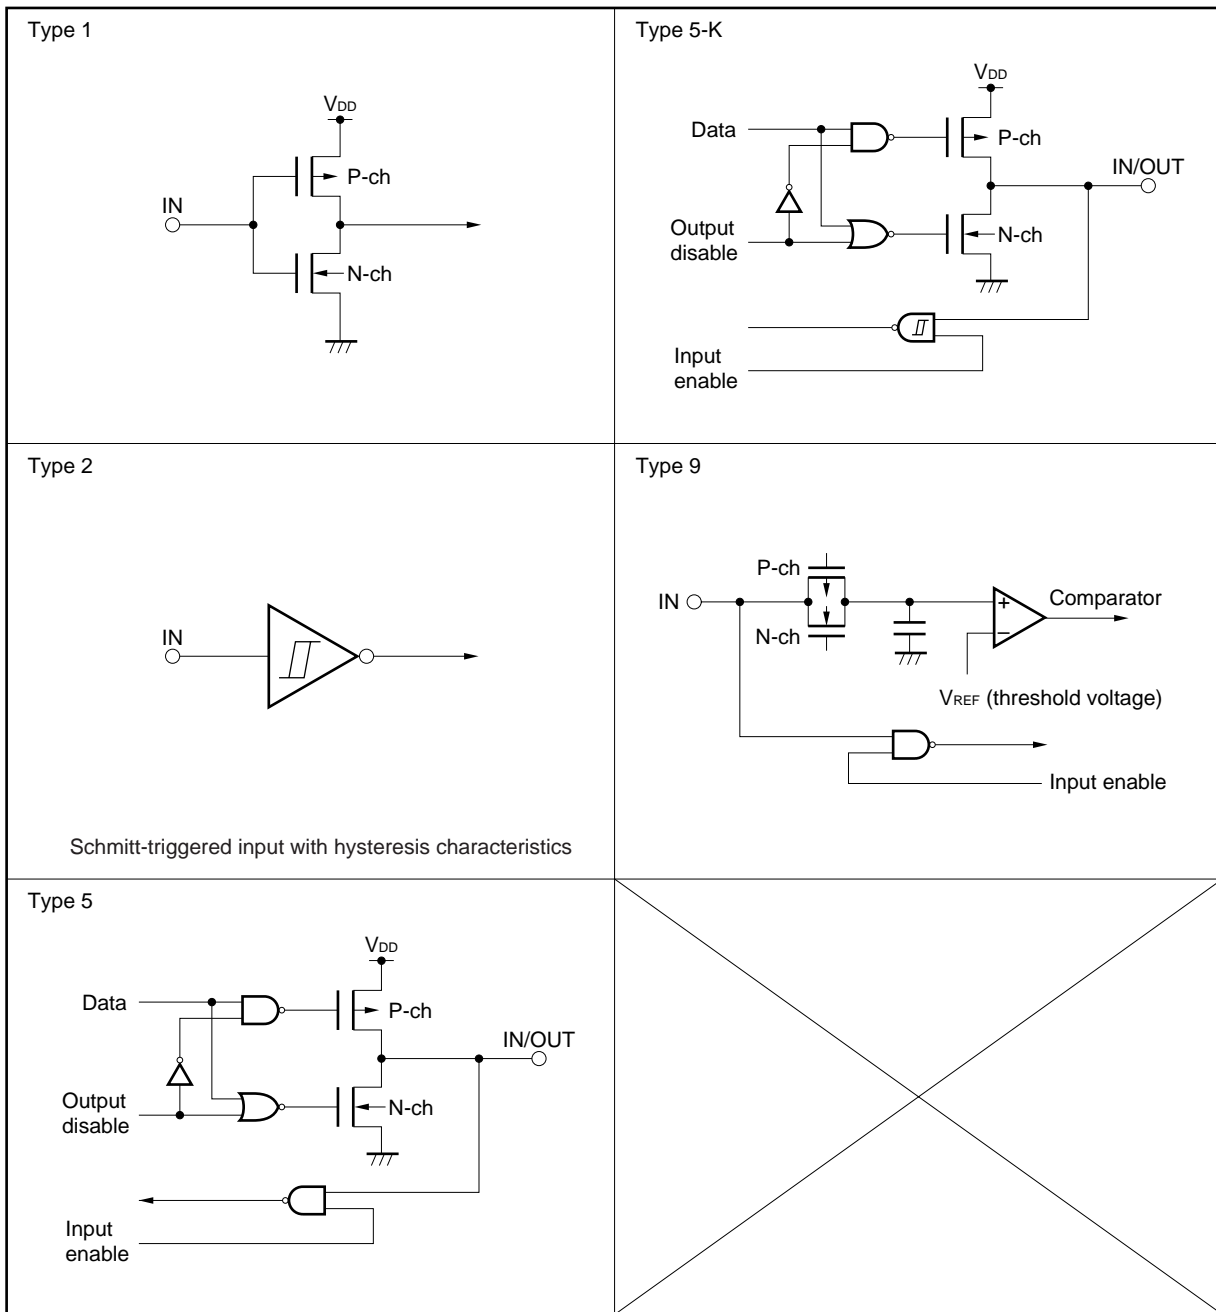 Type 1
VDD
P-ch
IN
N-ch
Type 5-K
VDD
Data
P-ch
IN/OUT
Output
disable
N-ch
Input
enable
Type 2
IN
Schmitt-triggered input with hysteresis characteristics
Type 9
P-ch
IN
N-ch
+
−
Comparator
VREF (threshold voltage)
Input enable
Type 5
VDD
Data
P-ch
IN/OUT
Output
disable
N-ch
Input
enable